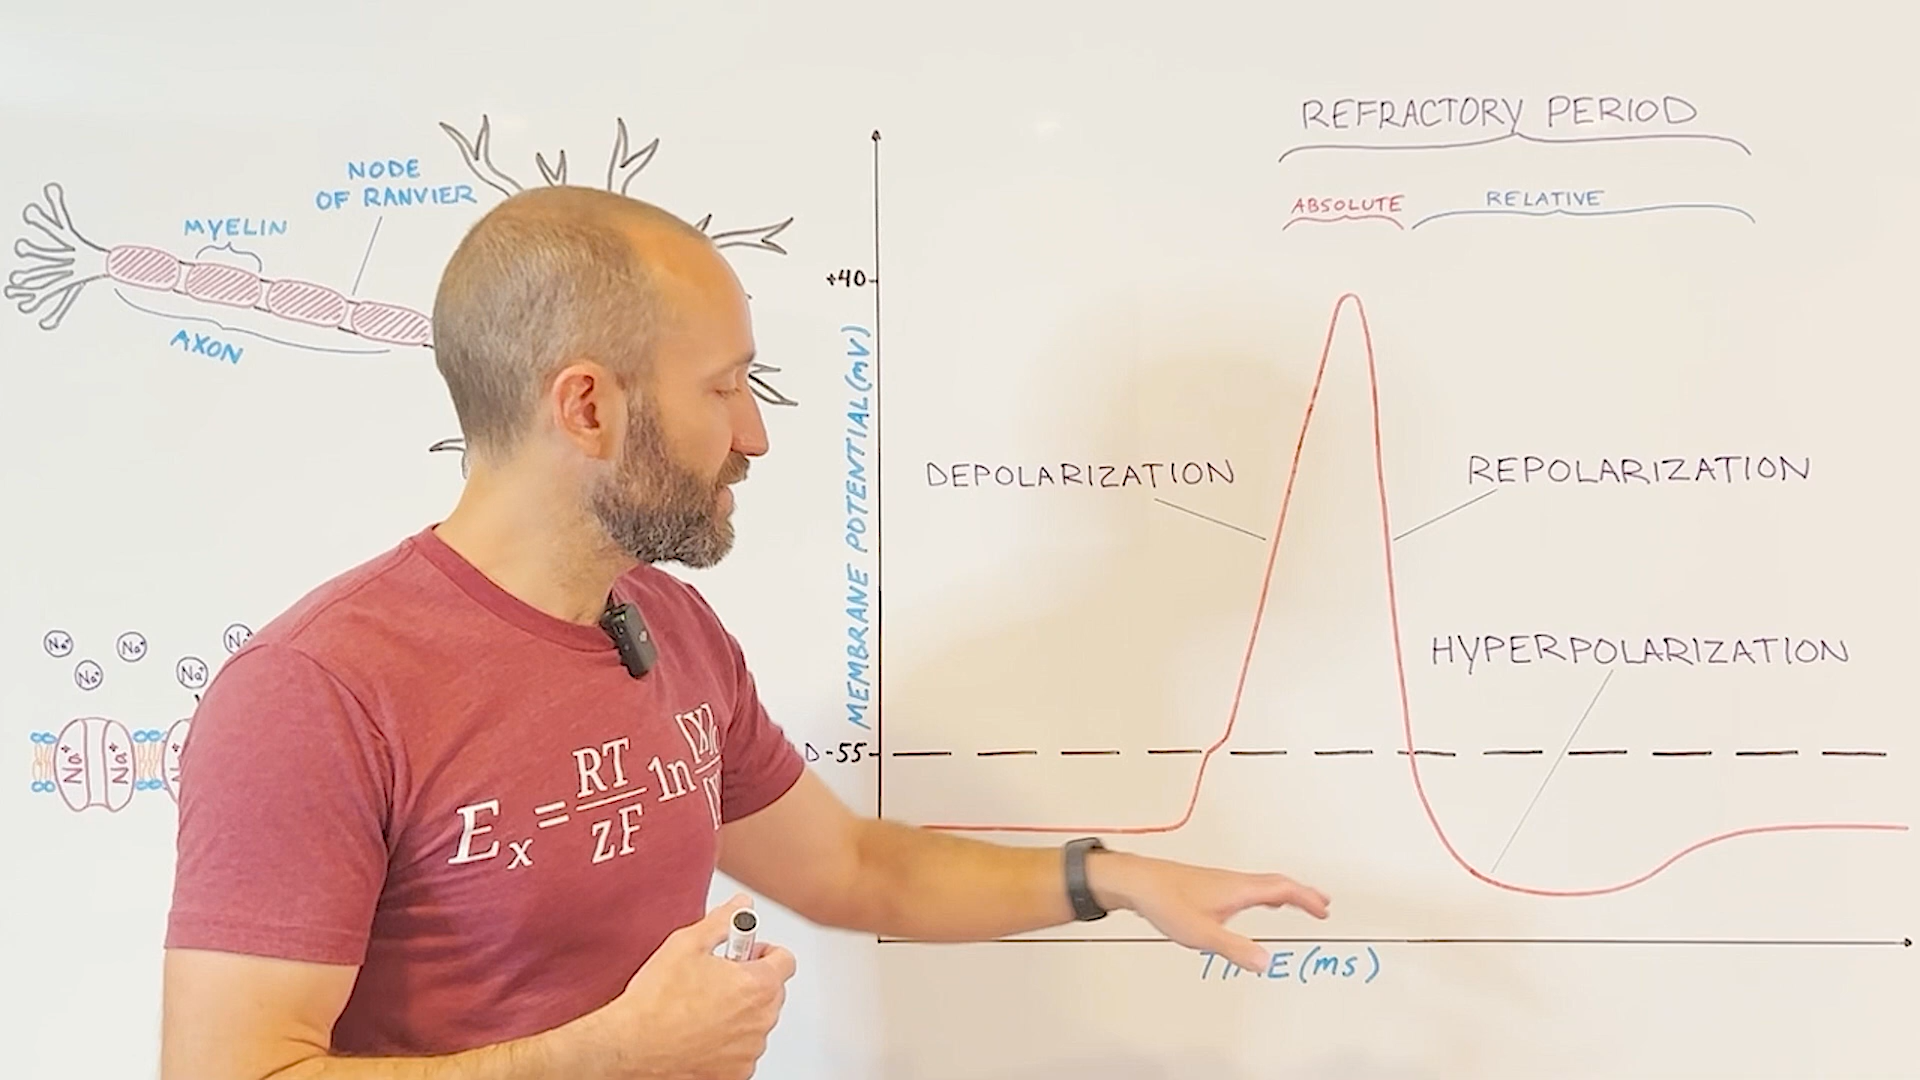 REFRACTORY PERIOD
ABSOLUTE
RELATIVE
NODE
OF RANVIER
MYELIN
AXON
+40
MEMBRANE POTENTIAL (mV)
DEPOLARIZATION
REPOLARIZATION
HYPERPOLARIZATION
D -55
Na⁺
Na⁺
Na⁺
Na⁺
Na⁺
Na⁺
Na⁺
Eₓ = RT/zF ln [X]
TIME (ms)